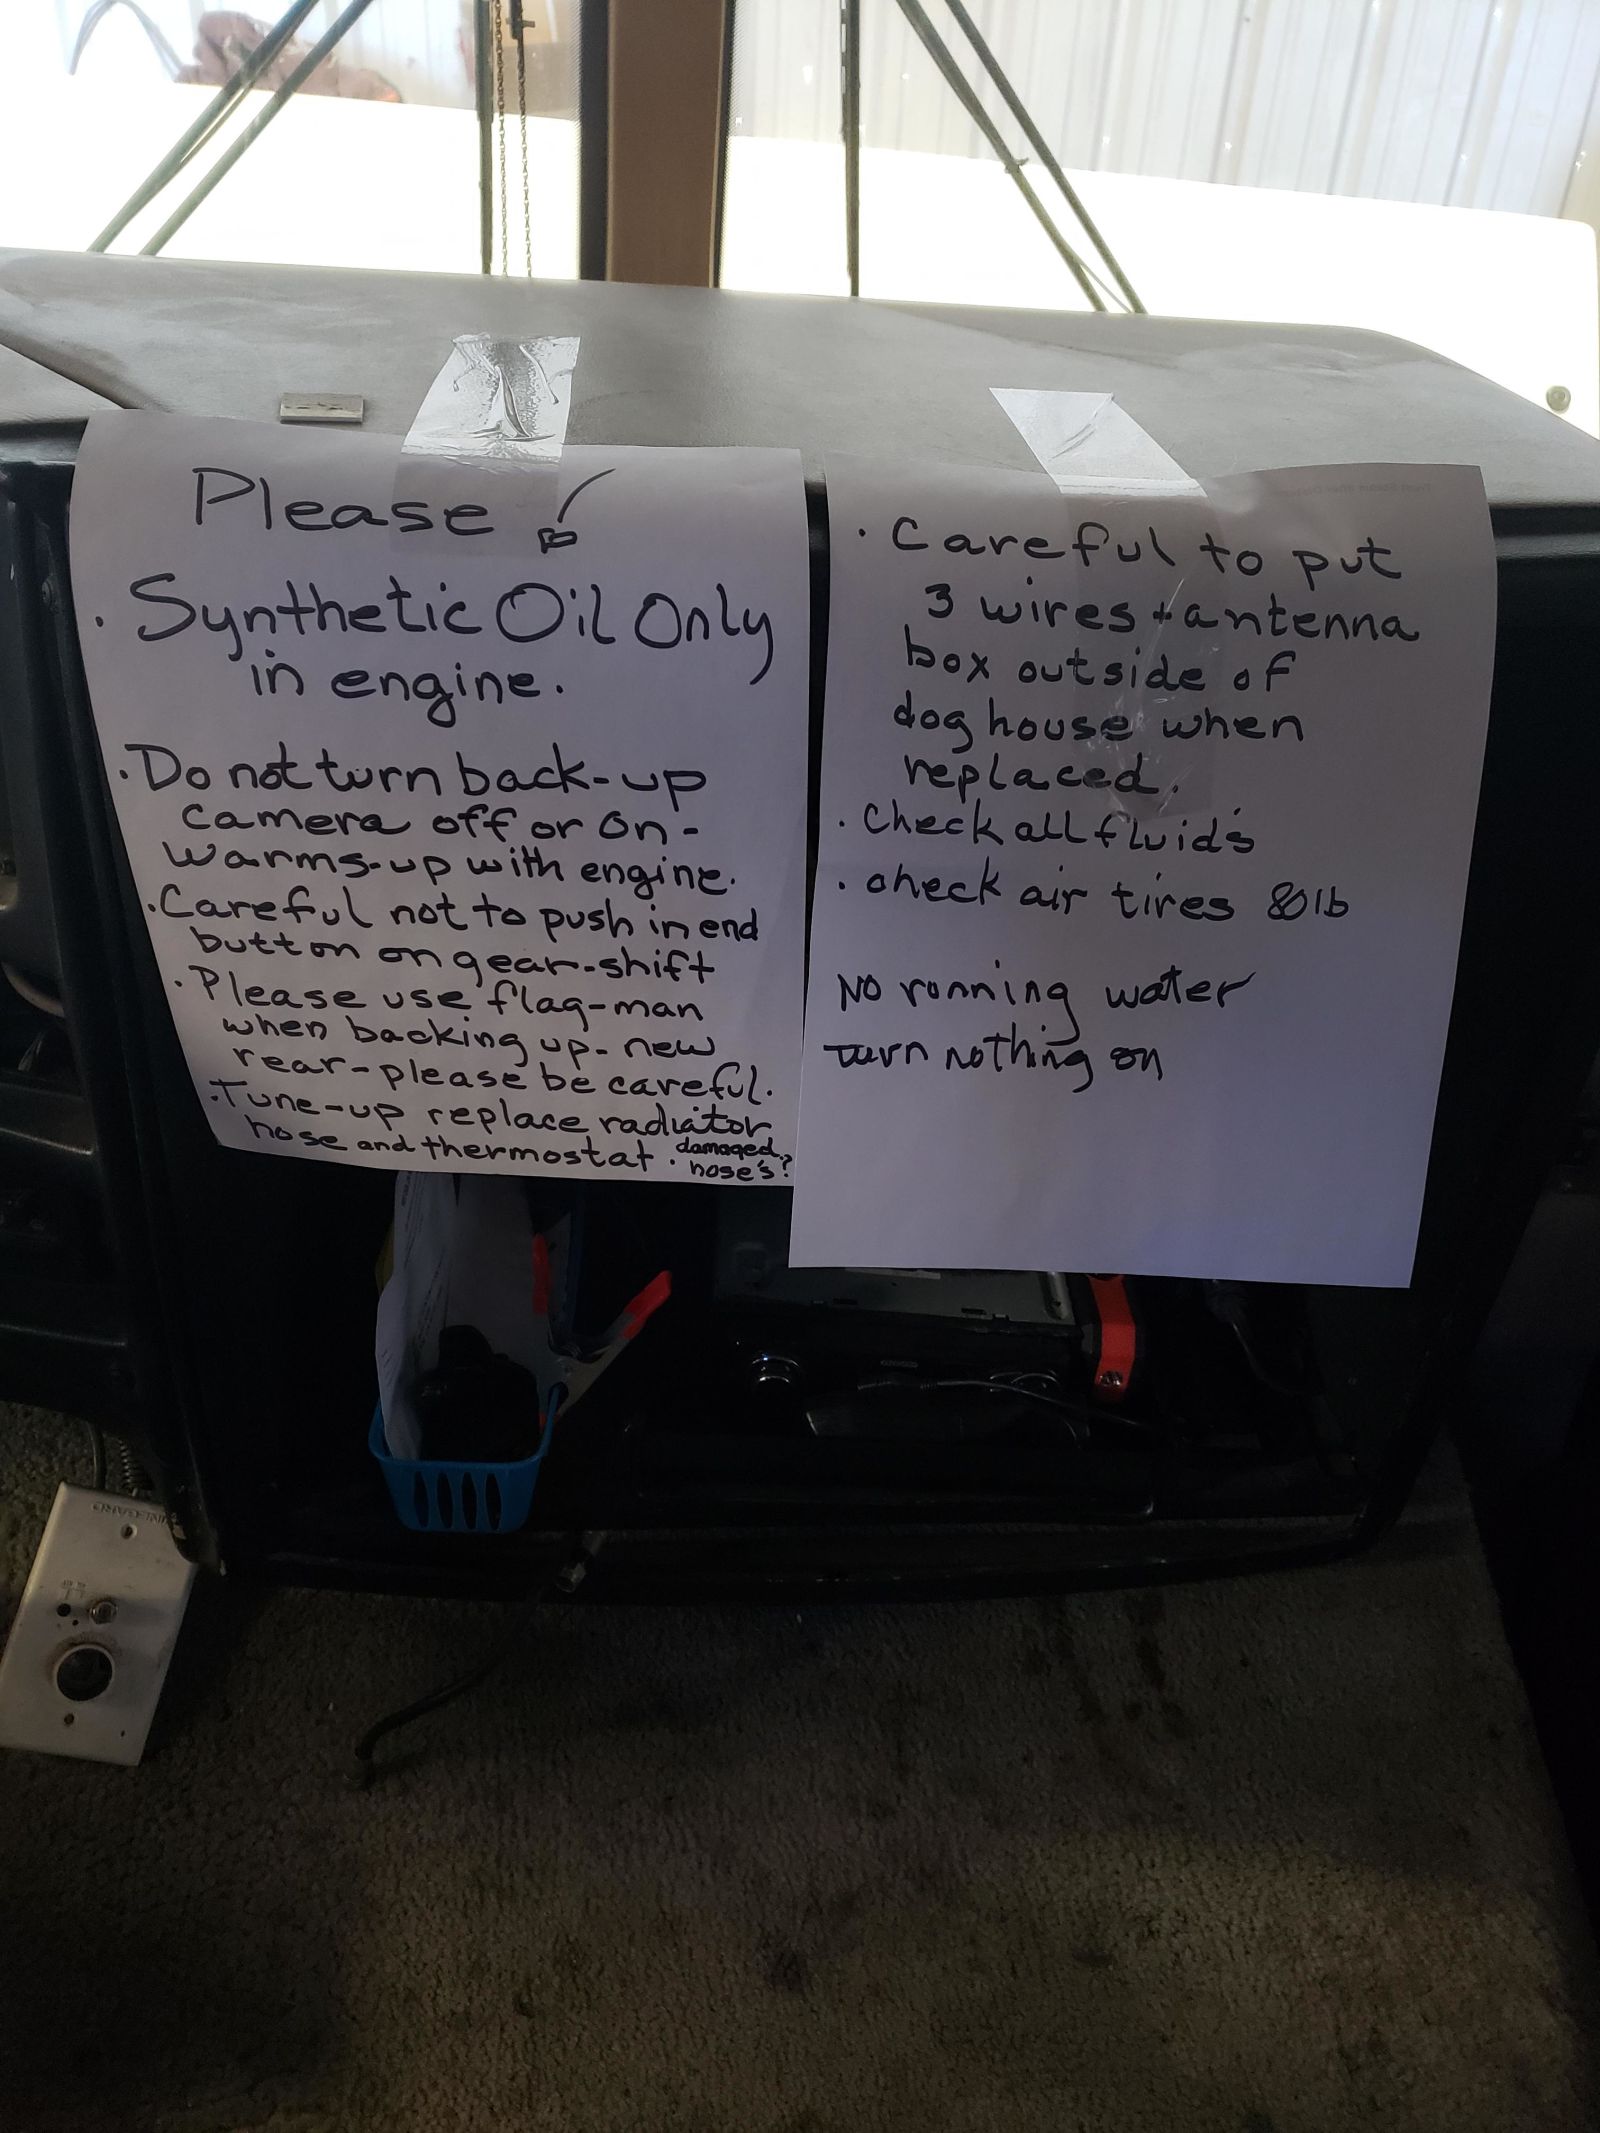 Please
. Synthetic Oil Only
in engine.
. Do not turn back-up
camera off or on -
warms-up with engine.
. Careful not to push in end
button on gear-shift
. Please use flag-man
when backing up- new
rear-please be careful.
. Tune-up replace radiator
hose and thermostat . damaged
hose's?
. Careful to put
3 wires + antenna
box outside of
dog house when
replaced.
. Check all fluid's
. check air tires 80lb
No running water
turn nothing on
WINEGARD